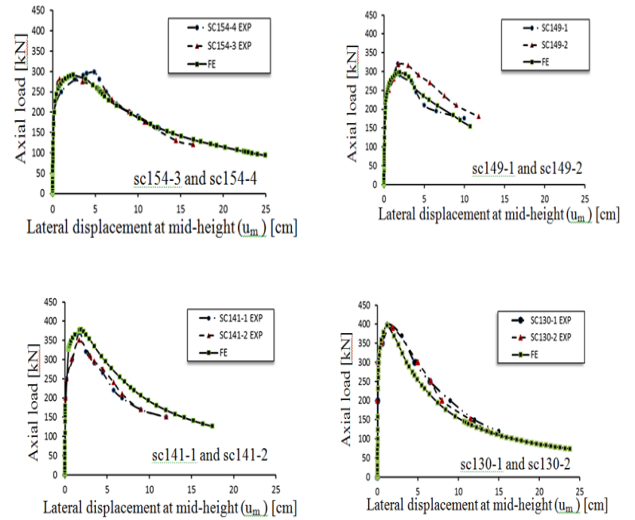 450
400
350
300
250
200
150
100
50
0
Axial load [kN]
SC154-4 EXP
SC154-3 EXP
FE
sc154-3 and sc154-4
0 5 10 15 20 25
Lateral displacement at mid-height (um) [cm]
450
400
350
300
250
200
150
100
50
0
Axial load [kN]
SC149-1
SC149-2
FE
sc149-1 and sc149-2
0 5 10 15 20 25
Lateral displacement at mid-height (um) [cm]
450
400
350
300
250
200
150
100
50
0
Axial load [kN]
SC141-1 EXP
SC141-2 EXP
FE
sc141-1 and sc141-2
0 5 10 15 20 25
Lateral displacement at mid-height (um) [cm]
450
400
350
300
250
200
150
100
50
0
Axial load [kN]
SC130-1 EXP
SC130-2 EXP
FE
sc130-1 and sc130-2
0 5 10 15 20 25
Lateral displacement at mid-height (um) [cm]